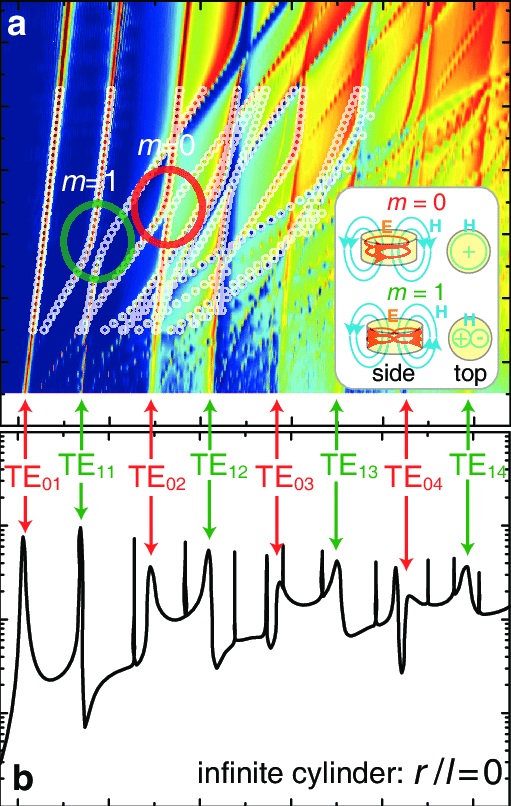 a
m=0
m=1
m = 0
E H H
+
m = 1
E H H
+ −
side top
TE01 TE11 TE02 TE12 TE03 TE13 TE04 TE14
b infinite cylinder: r/l=0